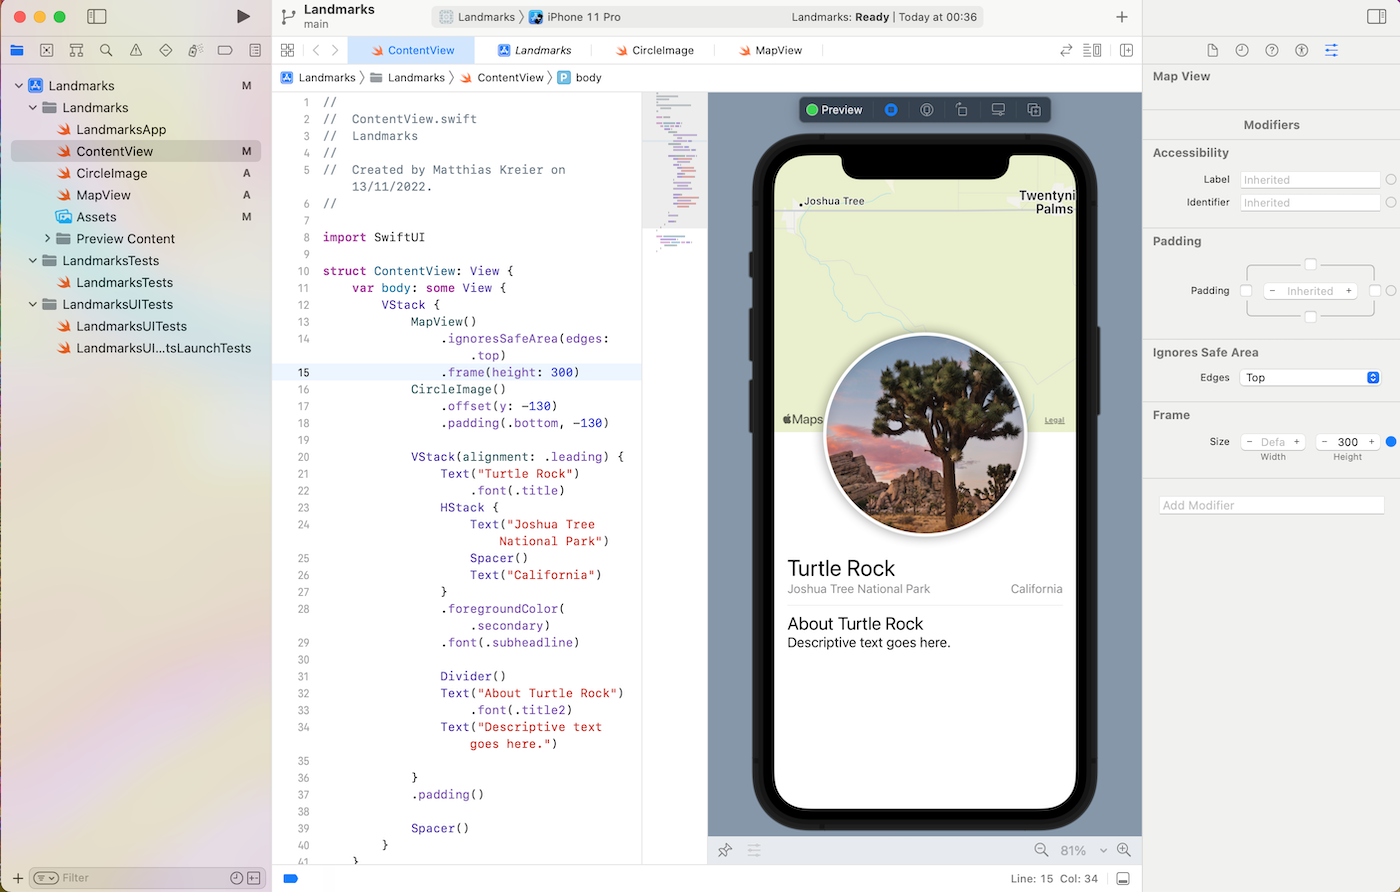 Landmarks
main
Landmarks
iPhone 11 Pro
Landmarks: Ready | Today at 00:36
ContentView
Landmarks
CircleImage
MapView
Landmarks
Landmarks
ContentView
P
body
Landmarks M
Landmarks
LandmarksApp
ContentView M
CircleImage A
MapView A
Assets M
Preview Content
LandmarksTests
LandmarksTests
LandmarksUITests
LandmarksUITests
LandmarksUI...tsLaunchTests
Filter
1 //
2 // ContentView.swift
3 // Landmarks
4 //
5 // Created by Matthias Kreier on
13/11/2022.
6 //
7
8 import SwiftUI
9
10 struct ContentView: View {
11 var body: some View {
12 VStack {
13 MapView()
14 .ignoresSafeArea(edges:
.top)
15 .frame(height: 300)
16 CircleImage()
17 .offset(y: -130)
18 .padding(.bottom, -130)
19
20 VStack(alignment: .leading) {
21 Text("Turtle Rock")
22 .font(.title)
23 HStack {
24 Text("Joshua Tree
National Park")
25 Spacer()
26 Text("California")
27 }
28 .foregroundColor(
.secondary)
29 .font(.subheadline)
30
31 Divider()
32 Text("About Turtle Rock")
33 .font(.title2)
34 Text("Descriptive text
goes here.")
35
36 }
37 .padding()
38
39 Spacer()
40 }
41 }
Preview
Joshua Tree
Twentyni
Palms
Maps
Legal
Turtle Rock
Joshua Tree National Park California
About Turtle Rock
Descriptive text goes here.
81%
Line: 15 Col: 34
Map View
Modifiers
Accessibility
Label Inherited
Identifier Inherited
Padding
Padding − Inherited +
Ignores Safe Area
Edges Top
Frame
Size − Defa + − 300 +
Width Height
Add Modifier